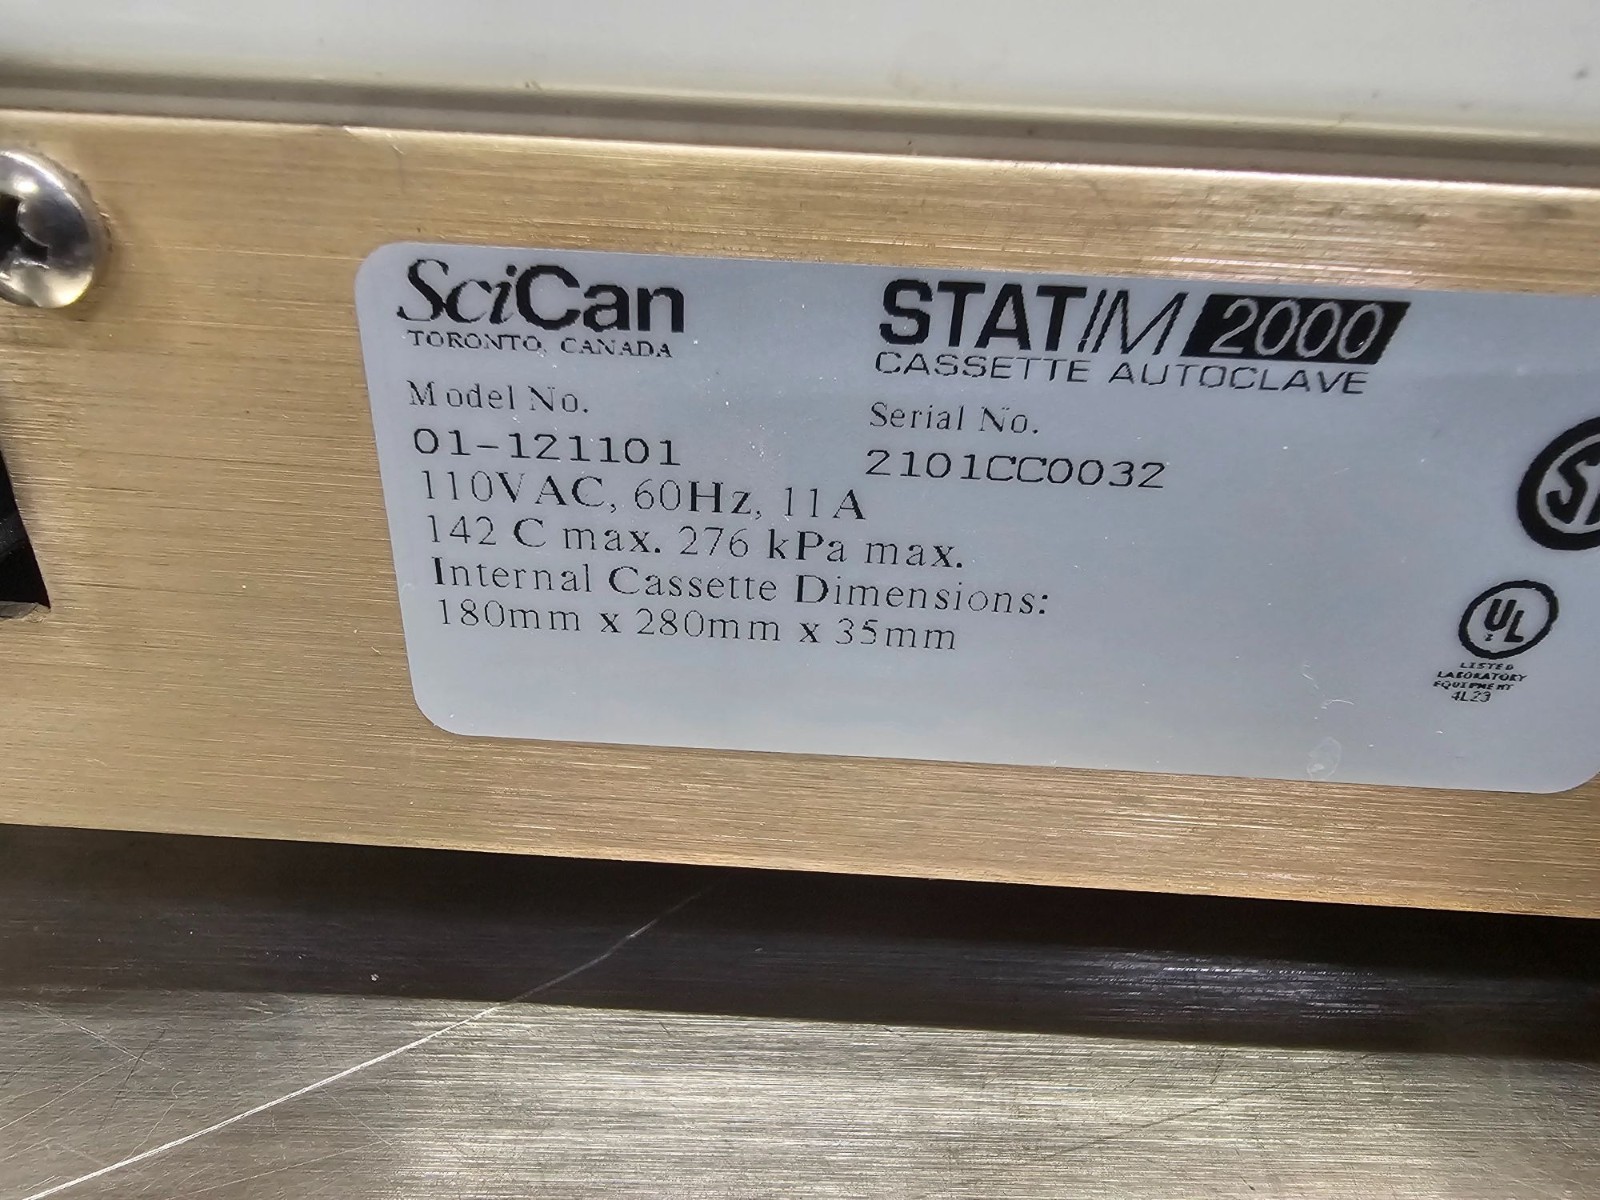 SciCan
TORONTO, CANADA
STATIM 2000
CASSETTE AUTOCLAVE
Model No.
01-121101
Serial No.
2101CC0032
110VAC, 60Hz, 11A
142 C max. 276 kPa max.
Internal Cassette Dimensions:
180mm x 280mm x 35mm
UL
LISTED
LABORATORY
EQUIPMENT
4L23